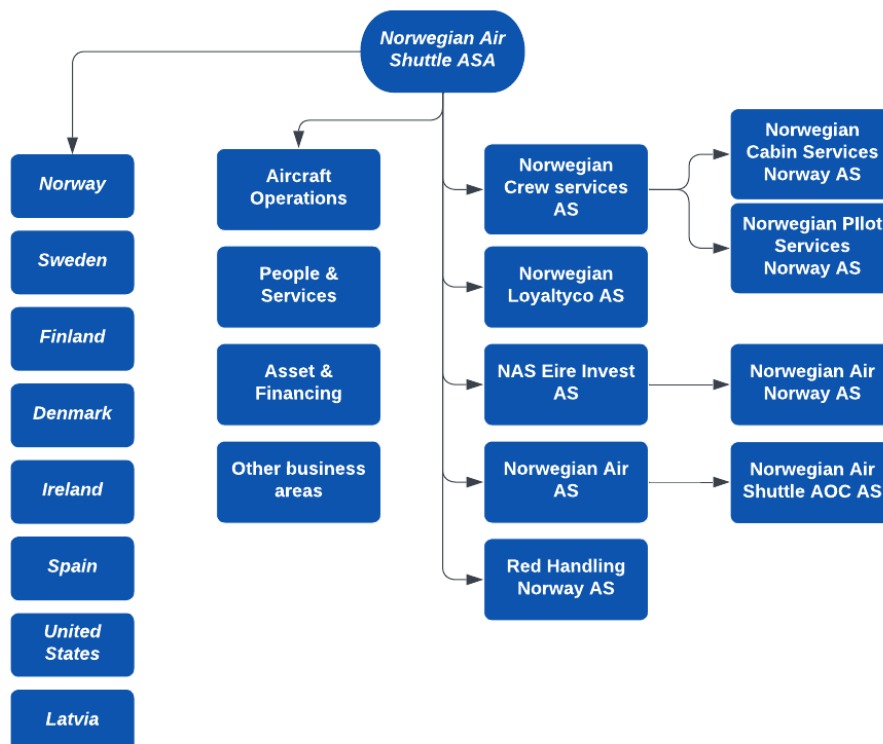 Norwegian Air
Shuttle ASA
Norway
Sweden
Finland
Denmark
Ireland
Spain
United
States
Latvia
Aircraft
Operations
People &
Services
Asset &
Financing
Other business
areas
Norwegian
Crew services
AS
Norwegian
Loyaltyco AS
NAS Eire Invest
AS
Norwegian Air
AS
Red Handling
Norway AS
Norwegian
Cabin Services
Norway AS
Norwegian PIlot
Services
Norway AS
Norwegian Air
Norway AS
Norwegian Air
Shuttle AOC AS